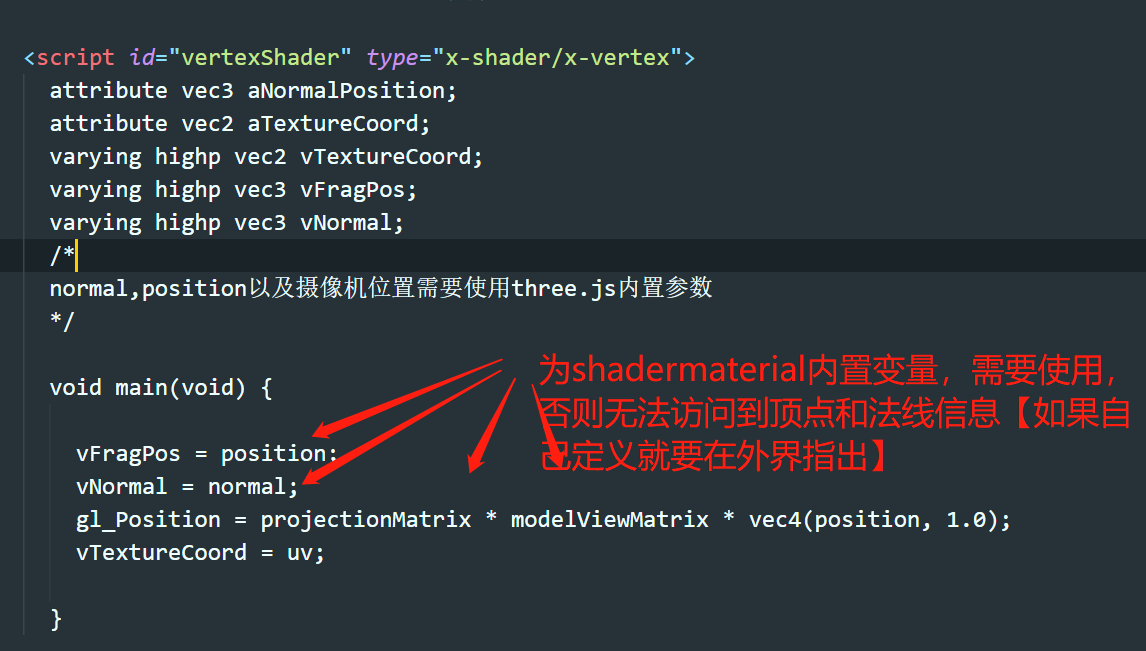 <script id="vertexShader" type="x-shader/x-vertex">
attribute vec3 aNormalPosition;
attribute vec2 aTextureCoord;
varying highp vec2 vTextureCoord;
varying highp vec3 vFragPos;
varying highp vec3 vNormal;
/*
normal,position以及摄像机位置需要使用three.js内置参数
*/
void main(void) {
vFragPos = position;
vNormal = normal;
gl_Position = projectionMatrix * modelViewMatrix * vec4(position, 1.0);
vTextureCoord = uv;
}
为shadermaterial内置变量，需要使用，
否则无法访问到顶点和法线信息【如果自
己定义就要在外界指出】